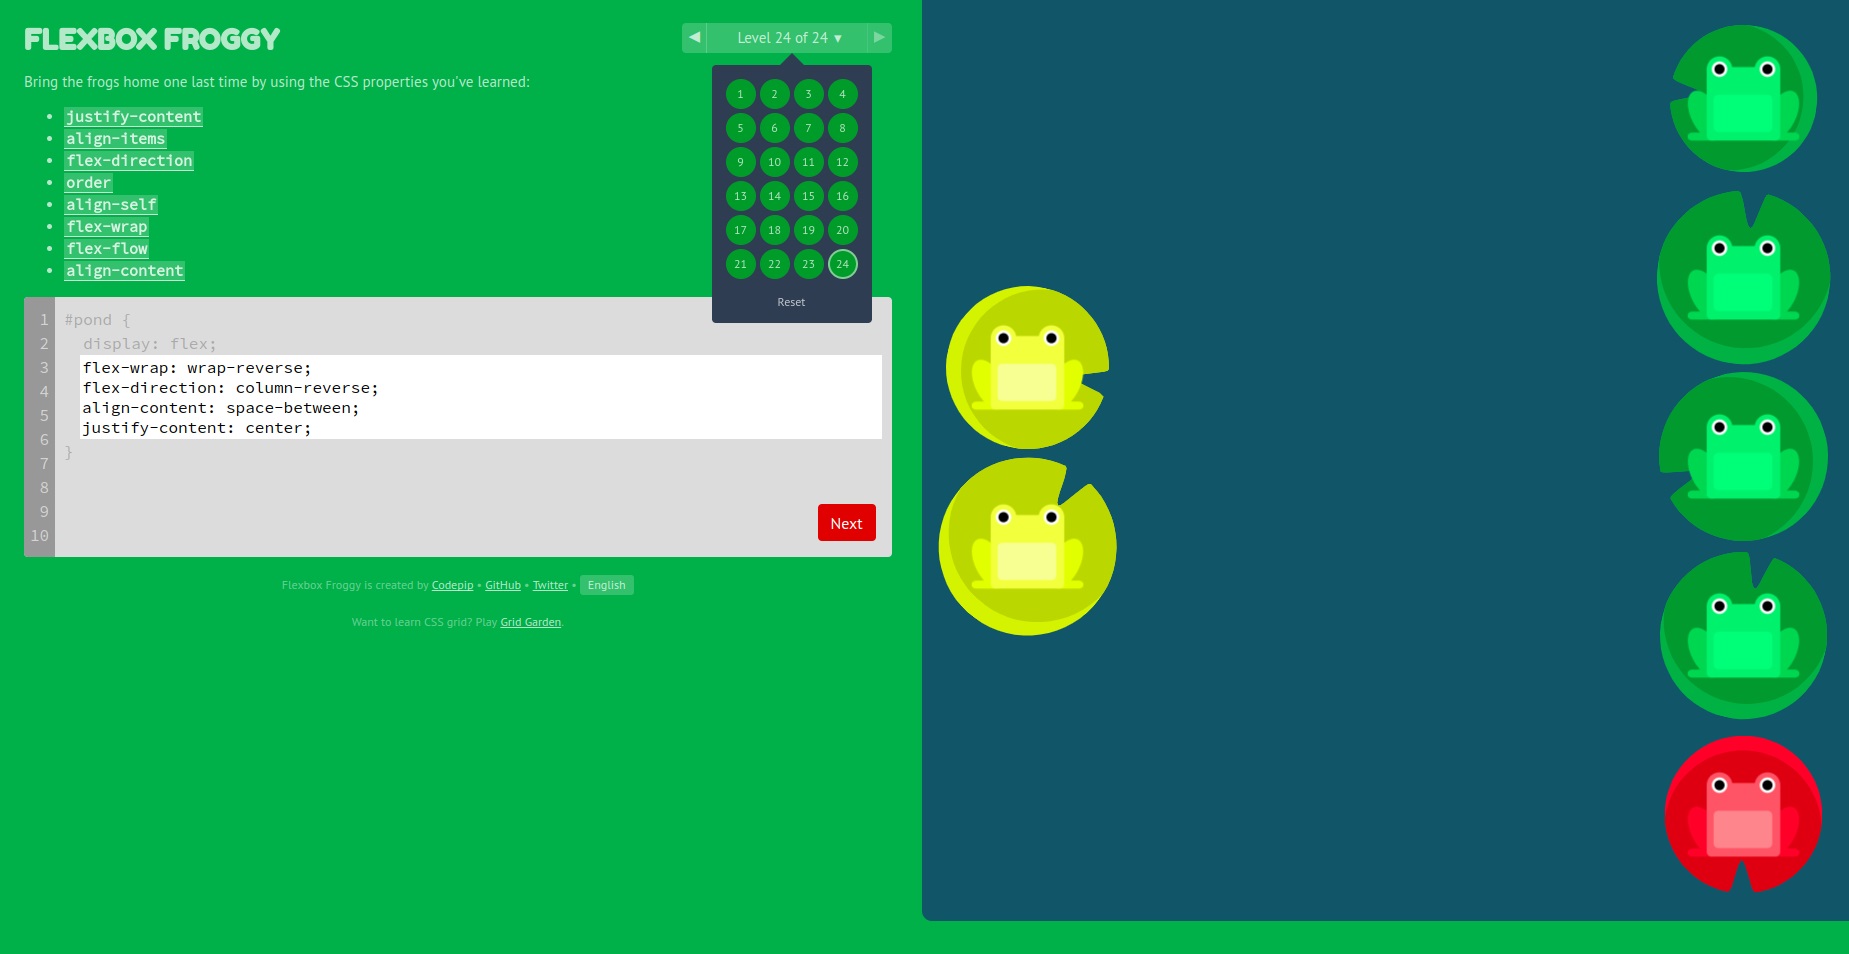 FLEXBOX FROGGY
◀ Level 24 of 24 ▼ ▶
Bring the frogs home one last time by using the CSS properties you've learned:
• justify-content
• align-items
• flex-direction
• order
• align-self
• flex-wrap
• flex-flow
• align-content
1 2 3 4
5 6 7 8
9 10 11 12
13 14 15 16
17 18 19 20
21 22 23 24
Reset
1 #pond {
2 display: flex;
3 flex-wrap: wrap-reverse;
4 flex-direction: column-reverse;
5 align-content: space-between;
6 justify-content: center;
7 }
8
9
10
Next
Flexbox Froggy is created by Codepip • GitHub • Twitter • English
Want to learn CSS grid? Play Grid Garden.